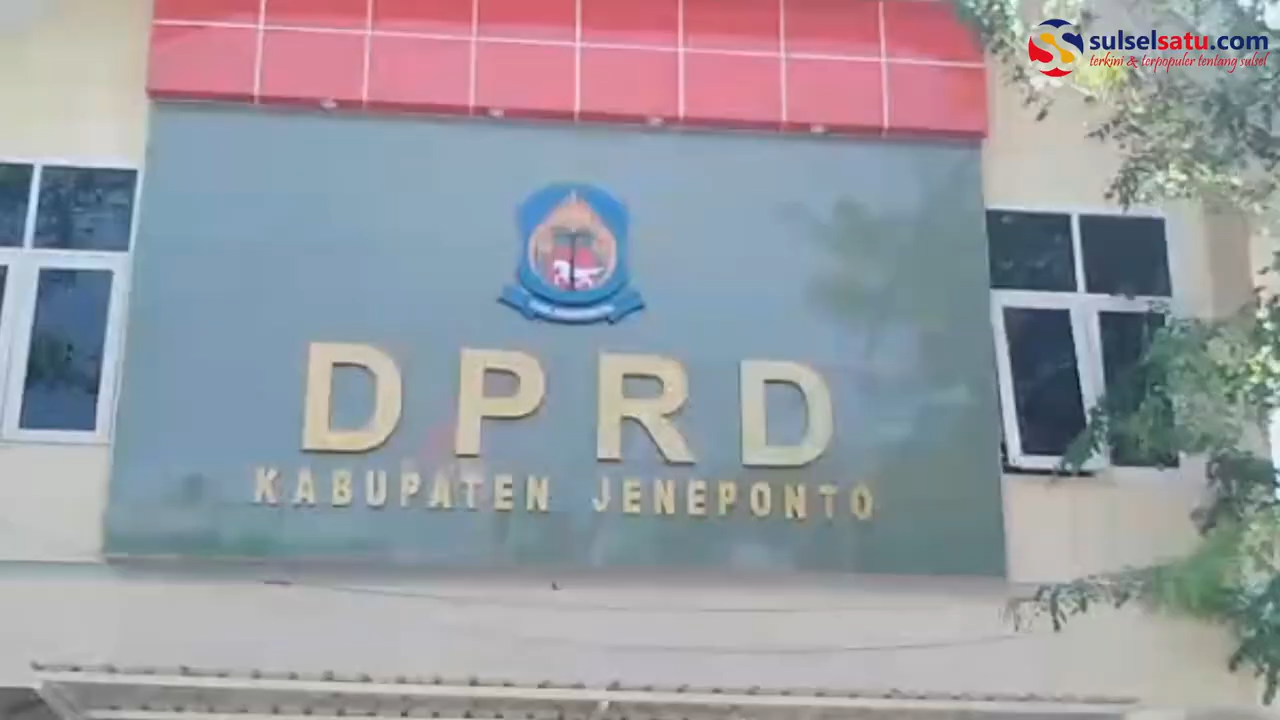 sulselsatu.com
terkini & terpopuler tentang sulsel
DPRD
KABUPATEN JENEPONTO